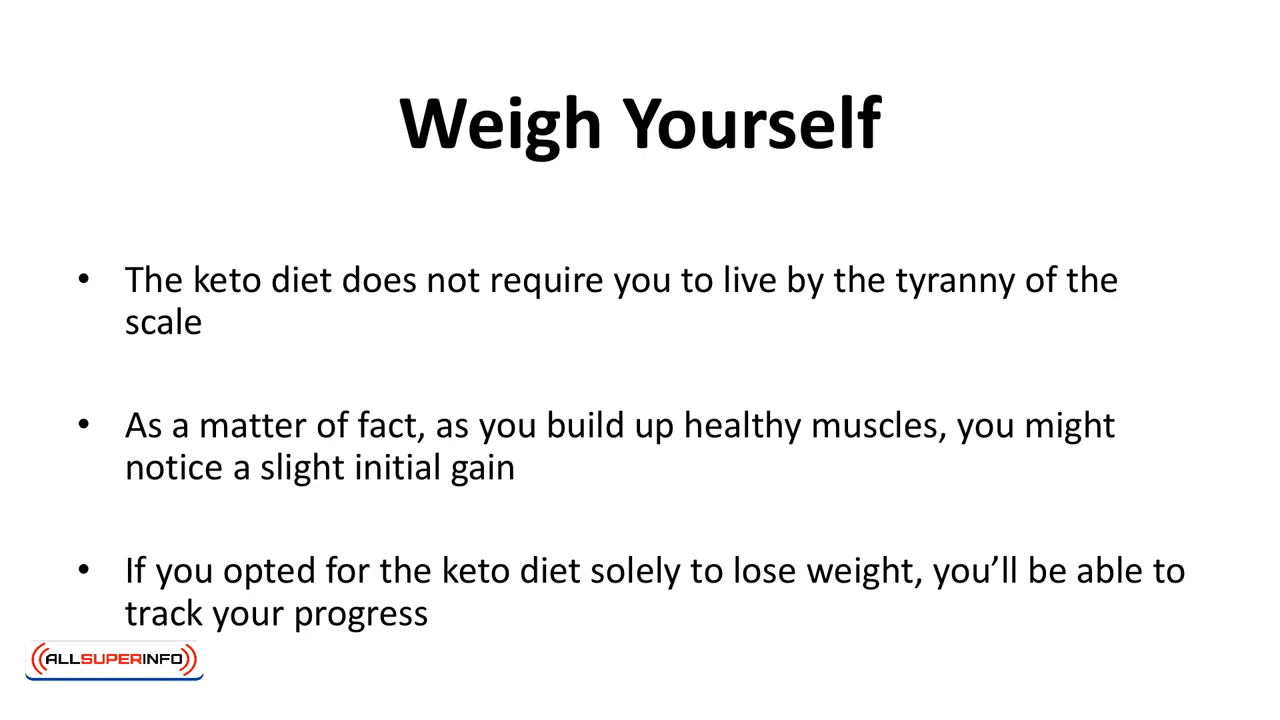 Weigh Yourself
• The keto diet does not require you to live by the tyranny of the
scale
• As a matter of fact, as you build up healthy muscles, you might
notice a slight initial gain
• If you opted for the keto diet solely to lose weight, you’ll be able to
track your progress
ALLSUPERINFO